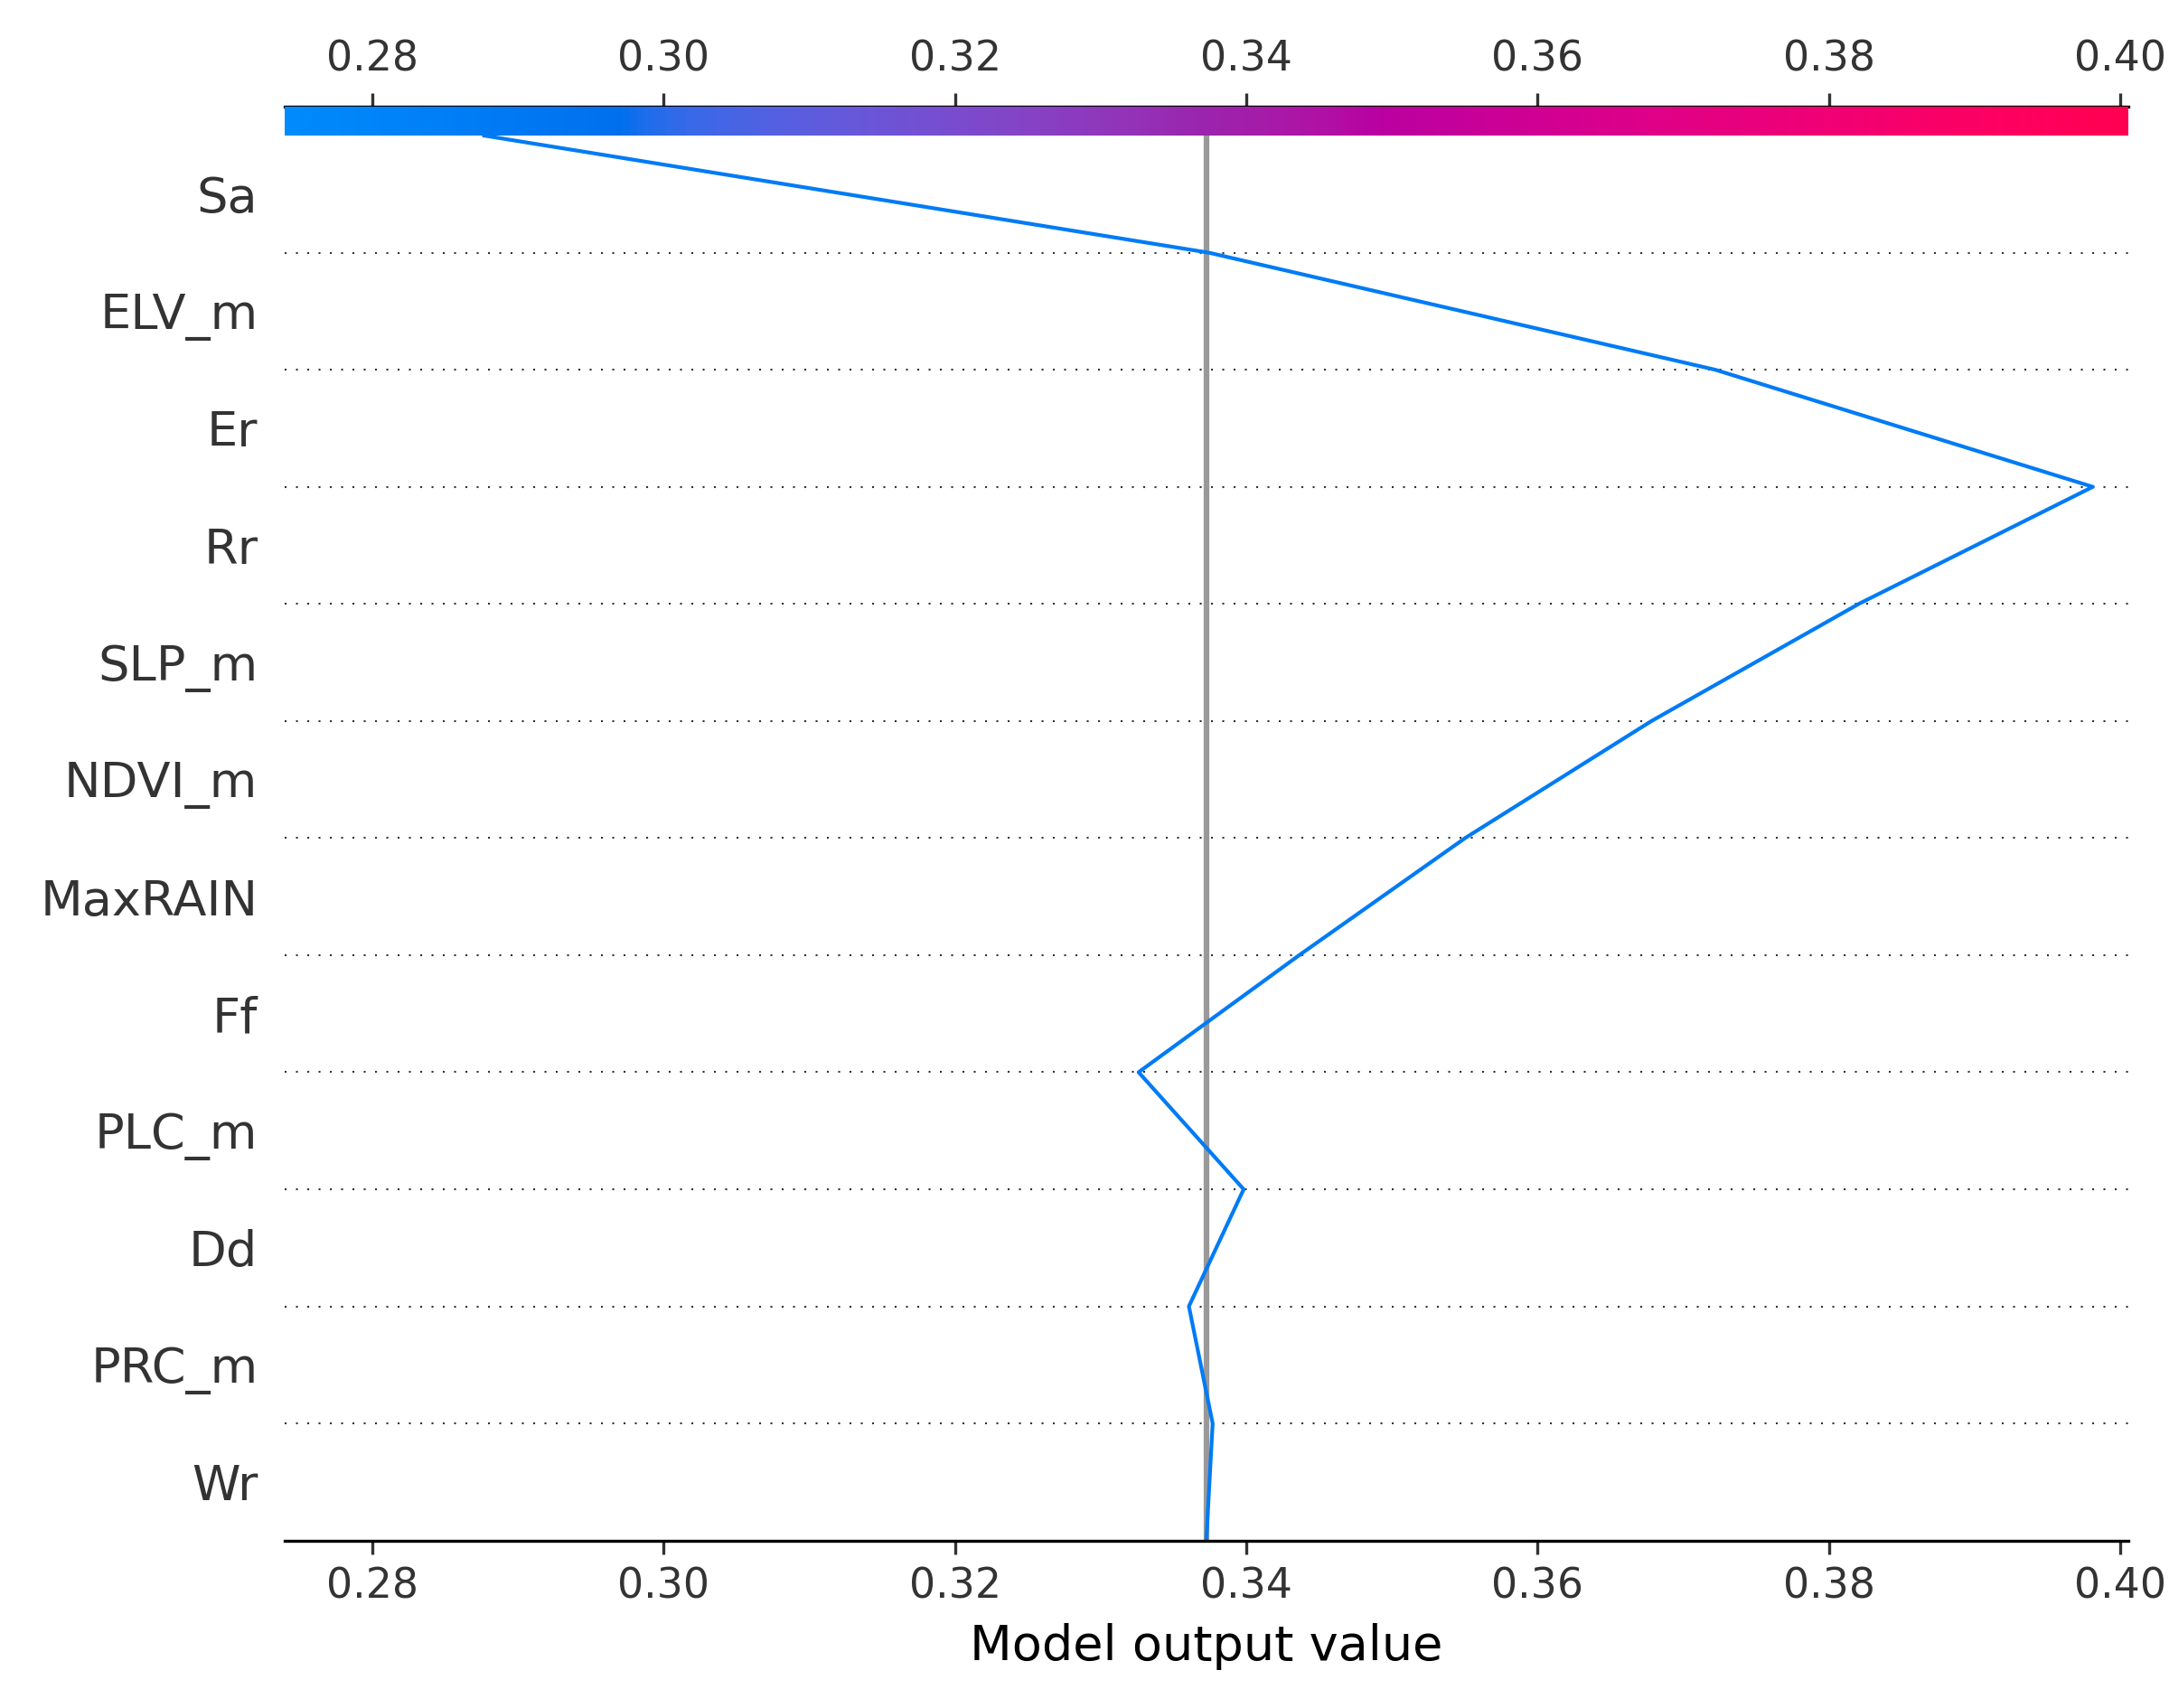 0.28 0.30 0.32 0.34 0.36 0.38 0.40
Sa
ELV_m
Er
Rr
SLP_m
NDVI_m
MaxRAIN
Ff
PLC_m
Dd
PRC_m
Wr
0.28 0.30 0.32 0.34 0.36 0.38 0.40
Model output value